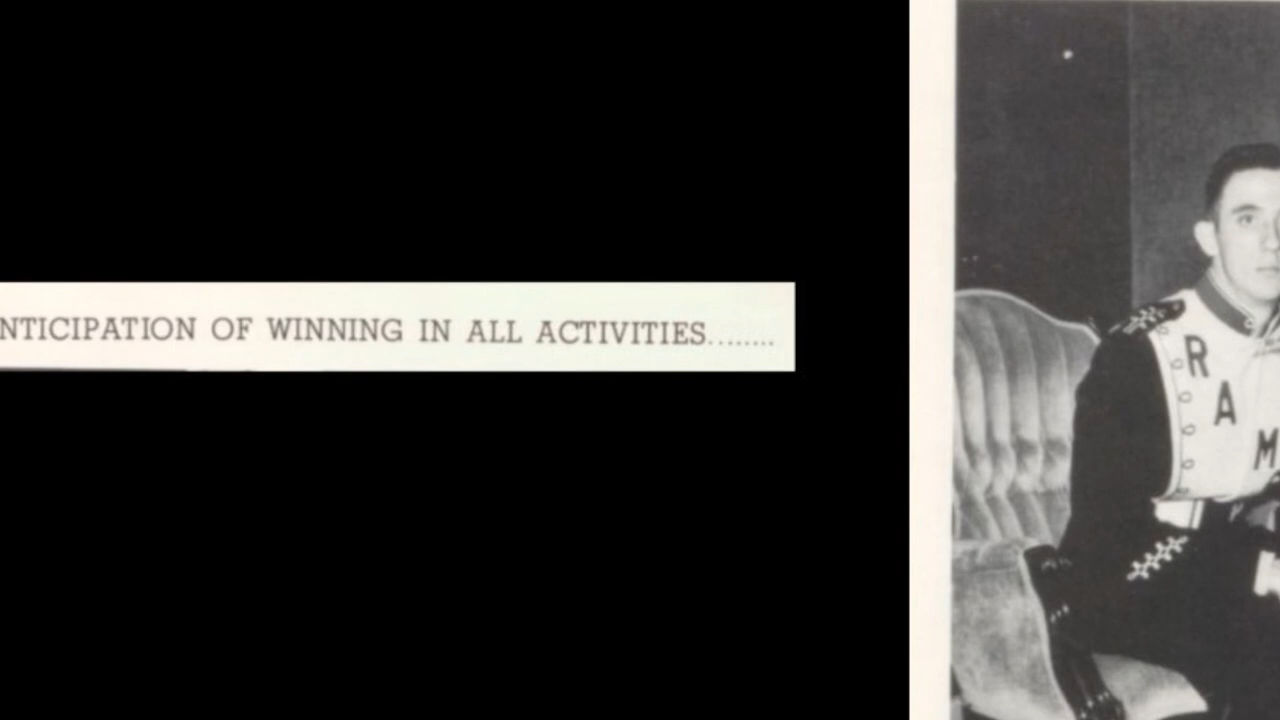 NTICIPATION OF WINNING IN ALL ACTIVITIES........
R
A
M